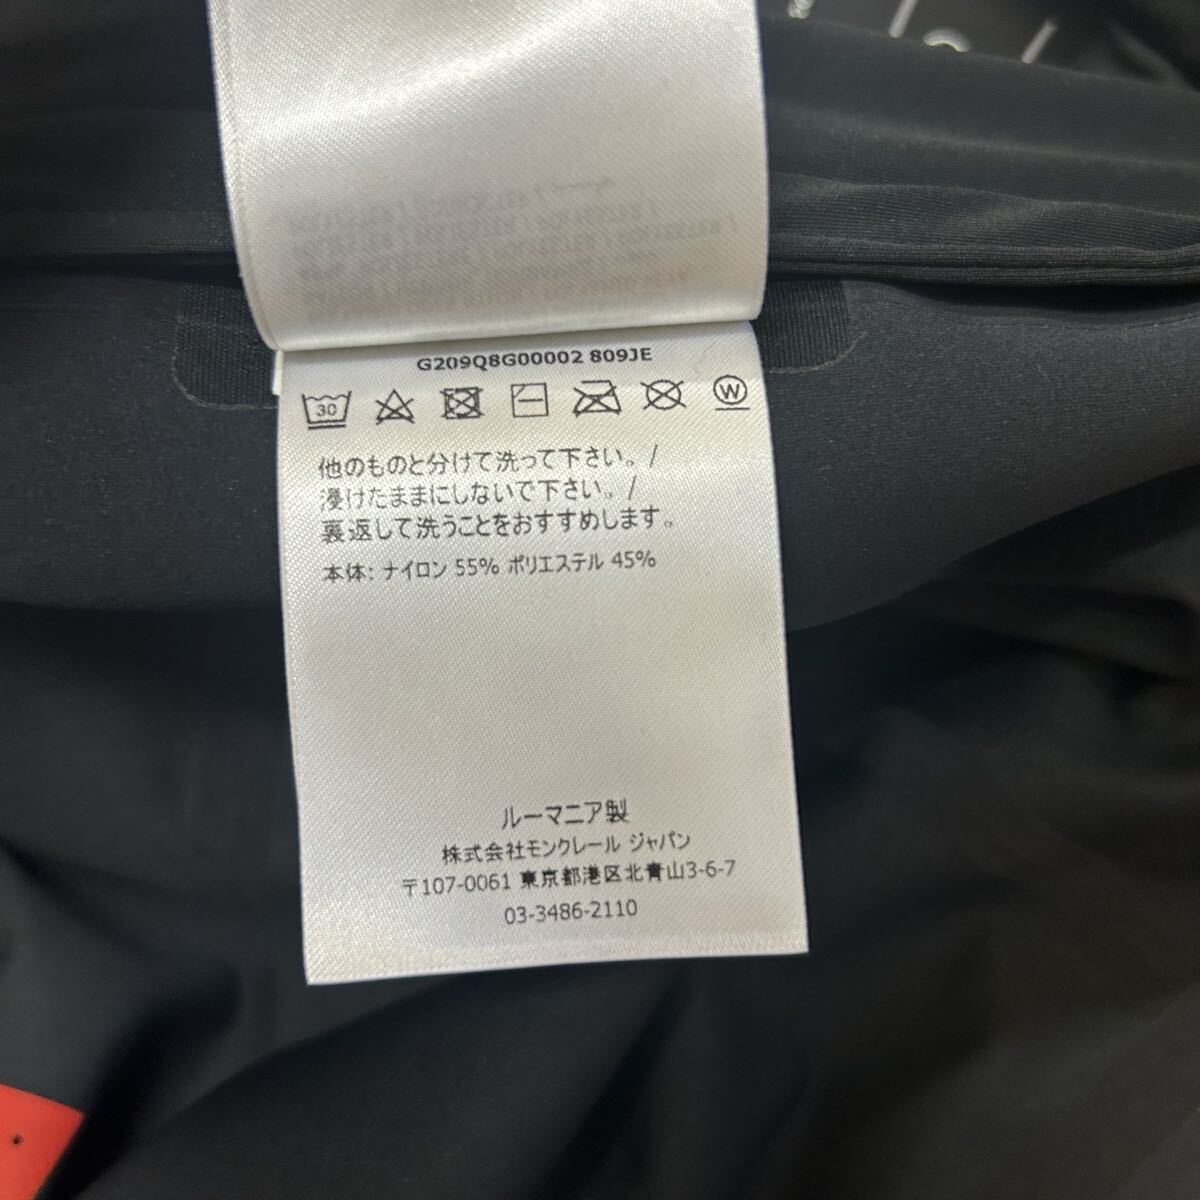 G209Q8G00002 809JE
30 W
他のものと分けて洗って下さい。/
浸けたままにしないで下さい。/
裏返して洗うことをおすすめします。
本体: ナイロン 55% ポリエステル 45%
ルーマニア製
株式会社モンクレール ジャパン
〒107-0061 東京都港区北青山3-6-7
03-3486-2110